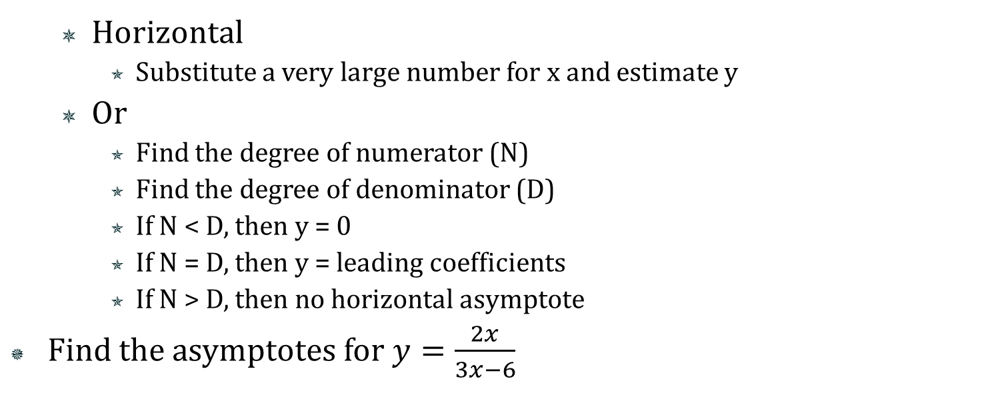 Horizontal
Substitute a very large number for x and estimate y
Or
Find the degree of numerator (N)
Find the degree of denominator (D)
If N < D, then y = 0
If N = D, then y = leading coefficients
If N > D, then no horizontal asymptote
Find the asymptotes for y = 2x / 3x−6